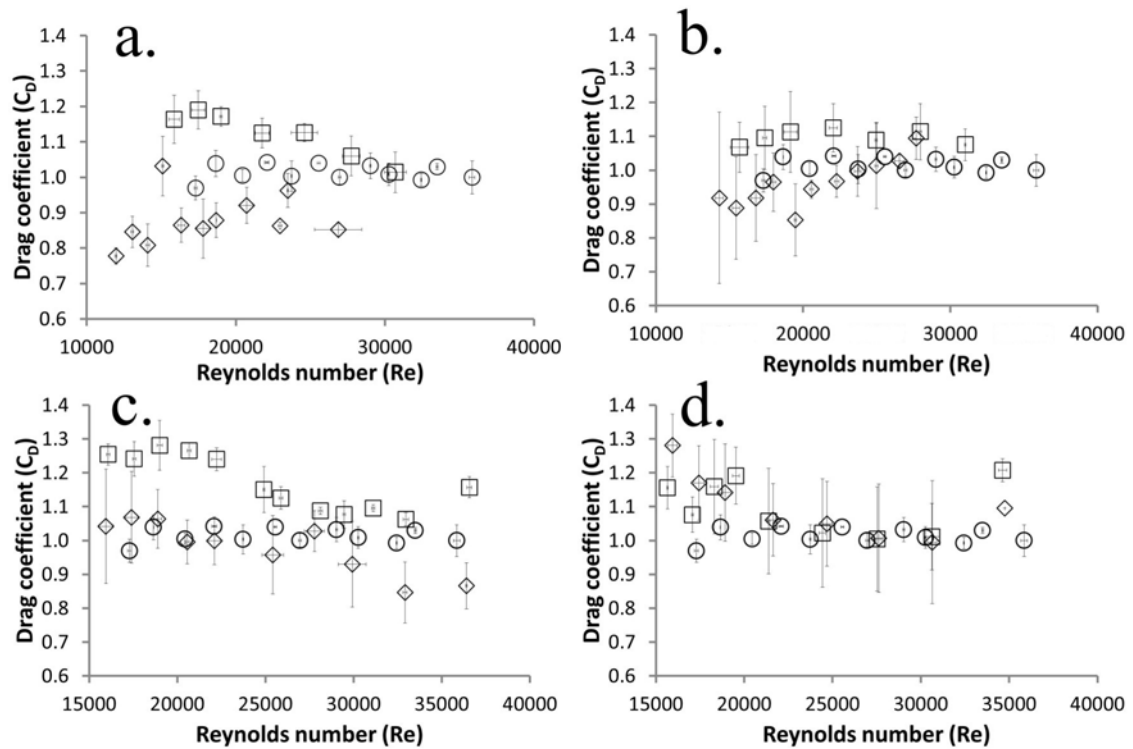 a.
Drag coefficient (C_D)
1.4
1.3
1.2
1.1
1.0
0.9
0.8
0.7
0.6
10000 20000 30000 40000
Reynolds number (Re)
b.
Drag coefficient (C_D)
1.4
1.3
1.2
1.1
1.0
0.9
0.8
0.7
0.6
10000 20000 30000 40000
Reynolds number (Re)
c.
Drag coefficient (C_D)
1.4
1.3
1.2
1.1
1.0
0.9
0.8
0.7
0.6
15000 20000 25000 30000 35000 40000
Reynolds number (Re)
d.
Drag coefficient (C_D)
1.4
1.3
1.2
1.1
1.0
0.9
0.8
0.7
0.6
15000 20000 25000 30000 35000 40000
Reynolds number (Re)